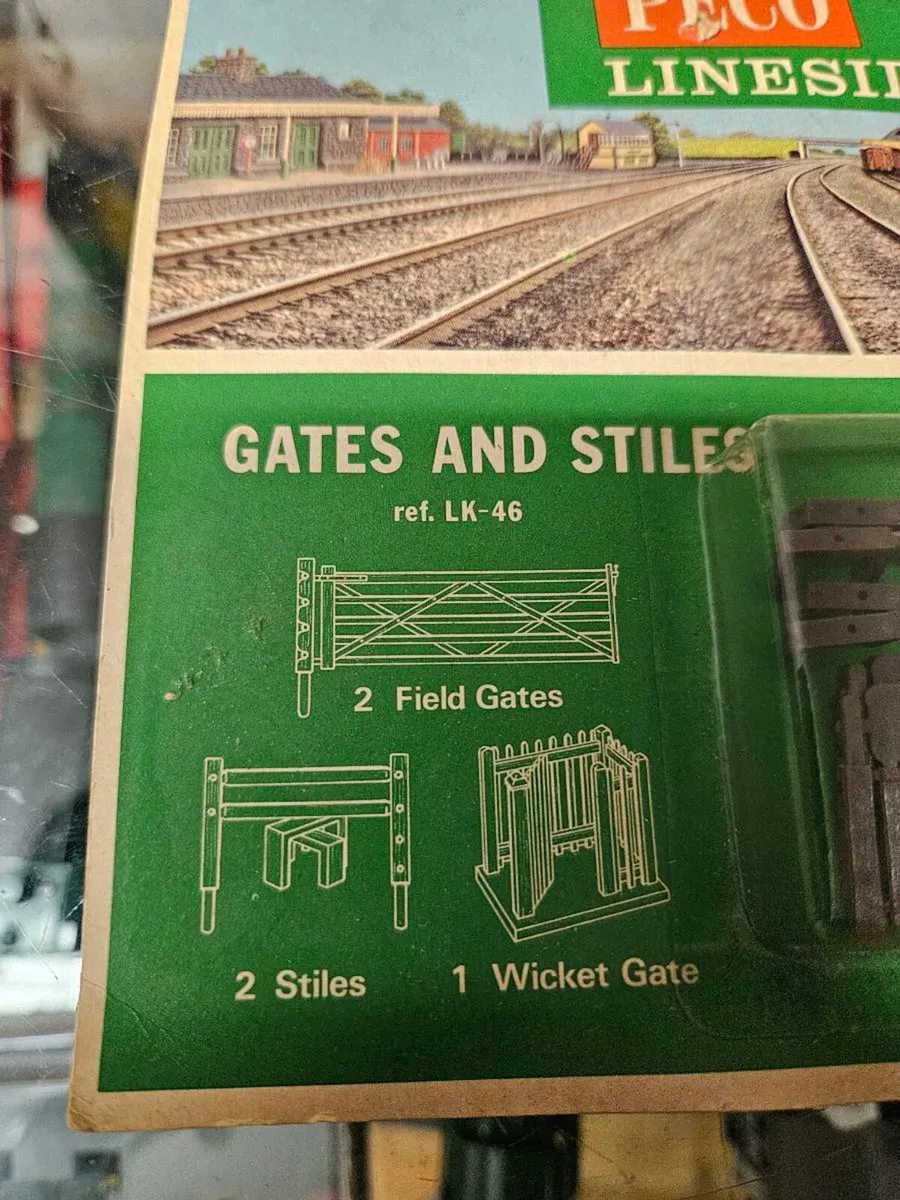 PECO
LINESI
GATES AND STILES
ref. LK-46
2 Field Gates
2 Stiles
1 Wicket Gate